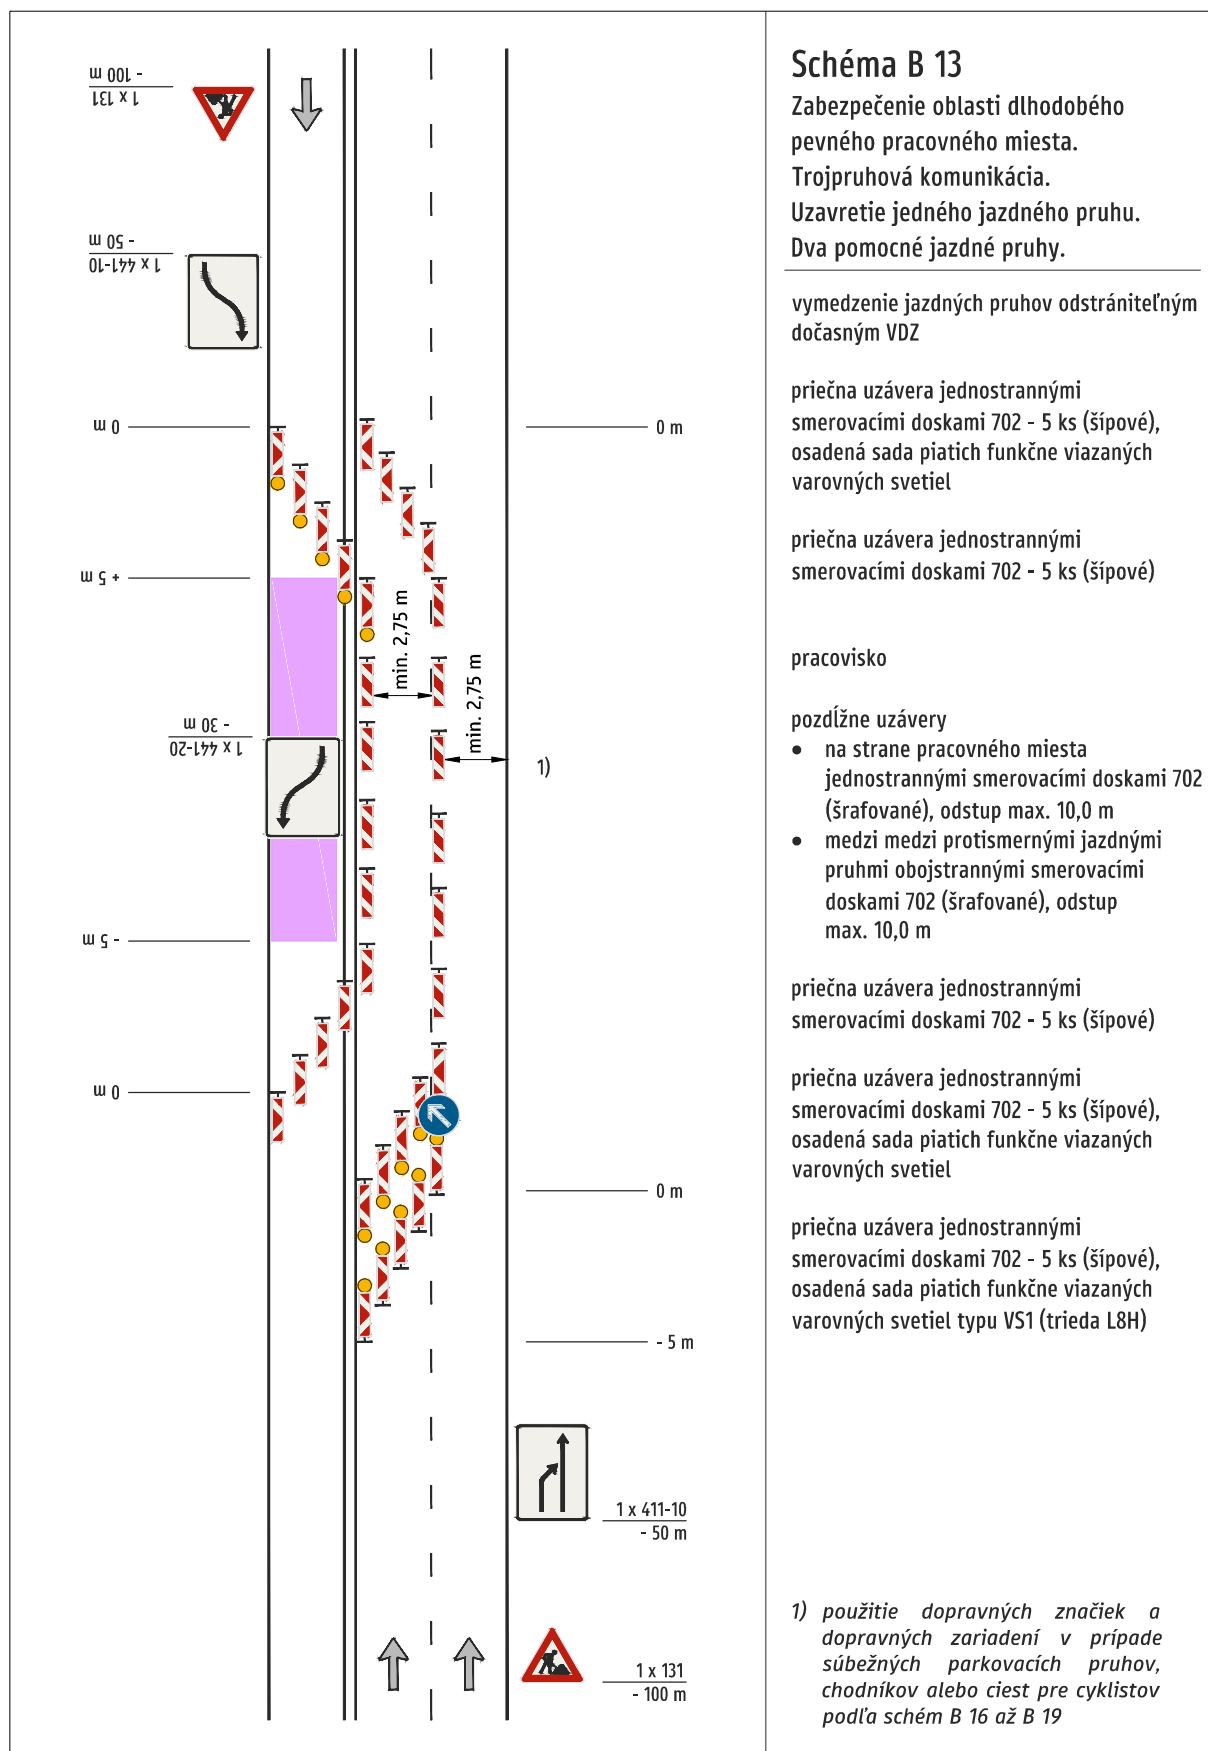 - 100 m
1 x 131
- 50 m
1 x 441-10
0 m
0 m
+ 5 m
min. 2,75 m
min. 2,75 m
- 30 m
1 x 441-20
1)
- 5 m
0 m
0 m
- 5 m
1 x 411-10
- 50 m
1 x 131
- 100 m
Schéma B 13
Zabezpečenie oblasti dlhodobého
pevného pracovného miesta.
Trojpruhová komunikácia.
Uzavretie jedného jazdného pruhu.
Dva pomocné jazdné pruhy.
vymedzenie jazdných pruhov odstrániteľným
dočasným VDZ
priečna uzávera jednostrannými
smerovacími doskami 702 - 5 ks (šípové),
osadená sada piatich funkčne viazaných
varovných svetiel
priečna uzávera jednostrannými
smerovacími doskami 702 - 5 ks (šípové)
pracovisko
pozdĺžne uzávery
• na strane pracovného miesta
jednostrannými smerovacími doskami 702
(šrafované), odstup max. 10,0 m
• medzi medzi protismernými jazdnými
pruhmi obojstrannými smerovacími
doskami 702 (šrafované), odstup
max. 10,0 m
priečna uzávera jednostrannými
smerovacími doskami 702 - 5 ks (šípové)
priečna uzávera jednostrannými
smerovacími doskami 702 - 5 ks (šípové),
osadená sada piatich funkčne viazaných
varovných svetiel
priečna uzávera jednostrannými
smerovacími doskami 702 - 5 ks (šípové),
osadená sada piatich funkčne viazaných
varovných svetiel typu VS1 (trieda L8H)
1) použitie dopravných značiek a
dopravných zariadení v prípade
súbežných parkovacích pruhov,
chodníkov alebo ciest pre cyklistov
podľa schém B 16 až B 19